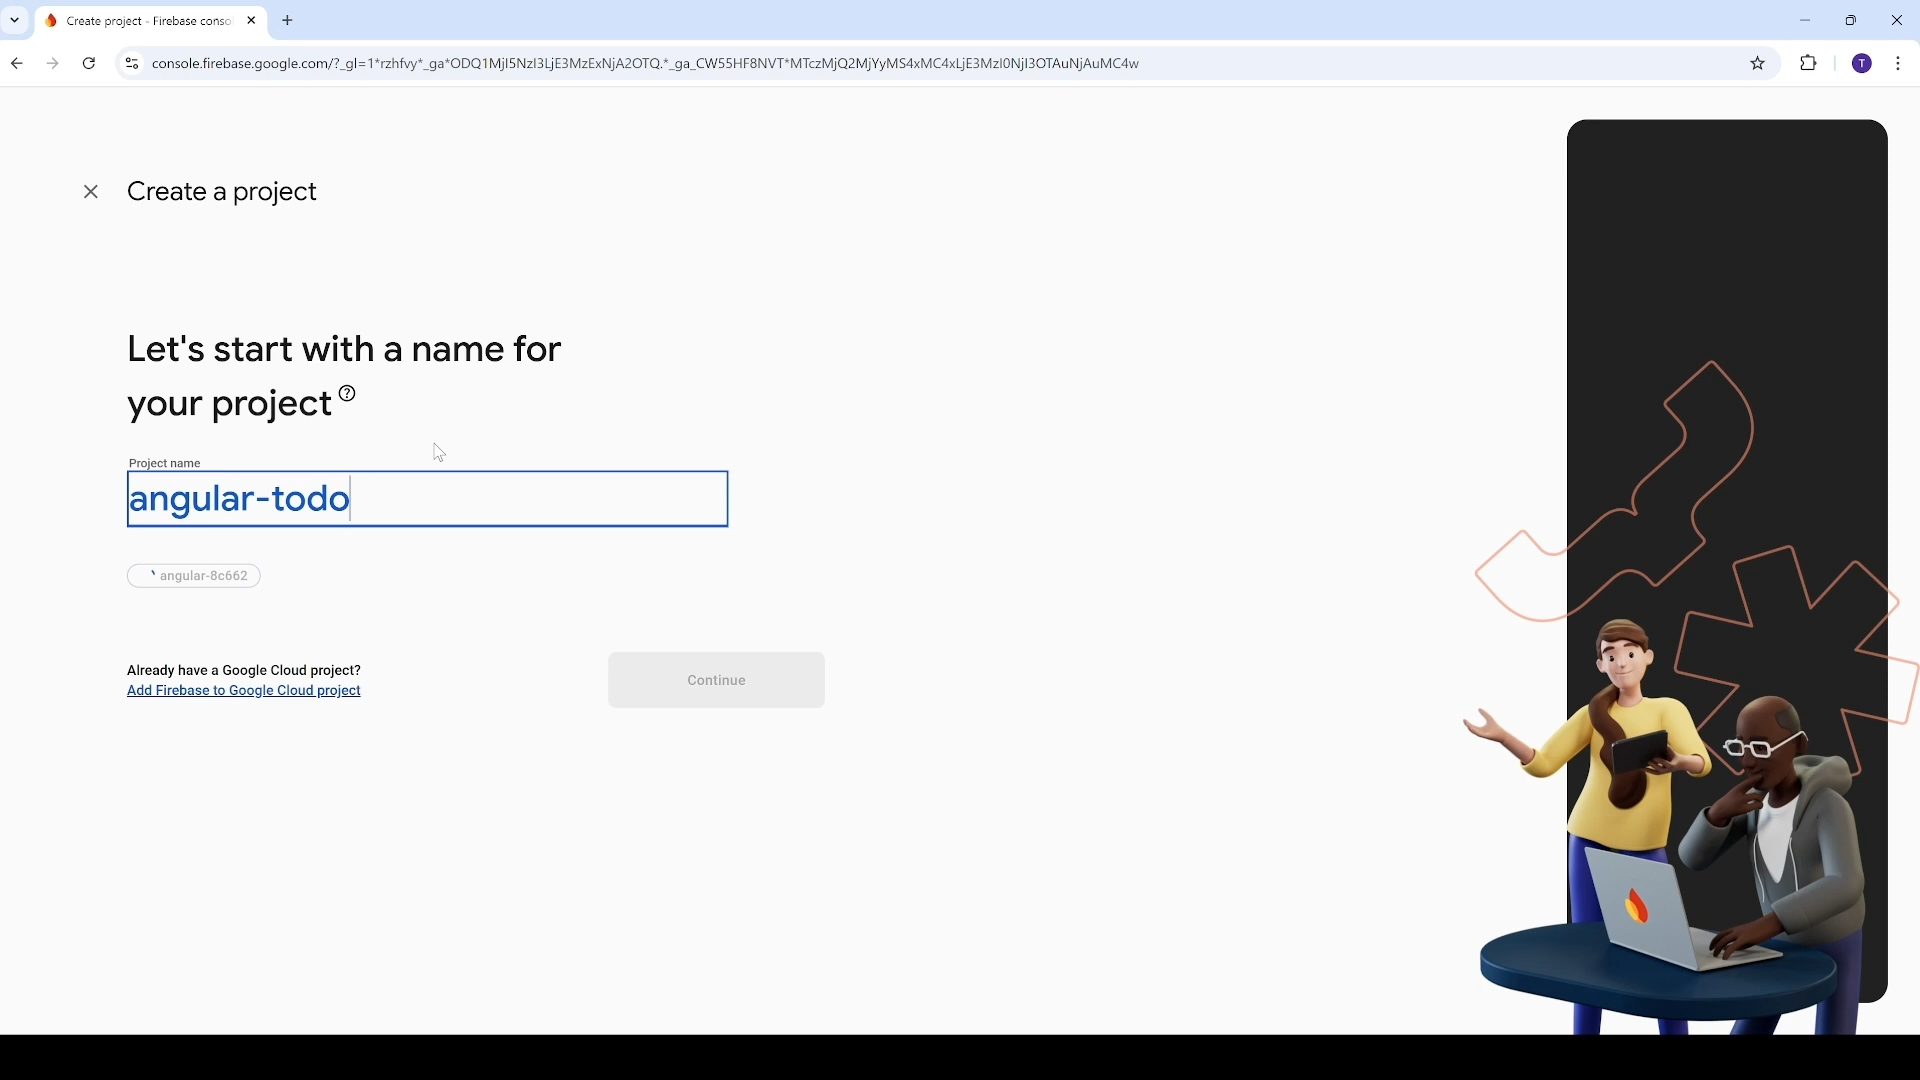 Create project - Firebase conso
console.firebase.google.com/?_gl=1*rzhfvy*_ga*ODQ1MjI5NzI3LjE3MzExNjA2OTQ.*_ga_CW55HF8NVT*MTczMjQ2MjYyMS4xMC4xLjE3MzI0NjI3OTAuNjAuMC4w
T
Create a project
Let's start with a name for
your project
Project name
angular-todo
angular-8c662
Already have a Google Cloud project?
Add Firebase to Google Cloud project
Continue